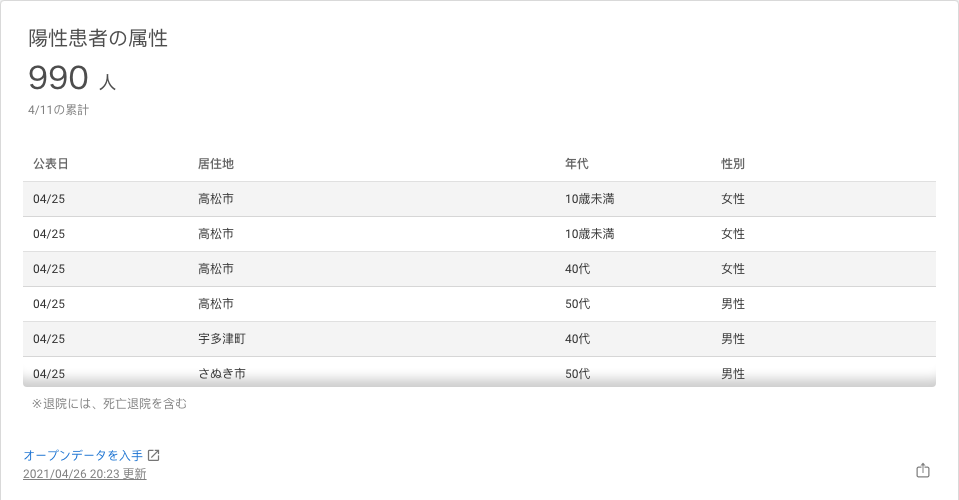 陽性患者の属性
990 人
4/11の累計
公表日 居住地 年代 性別
04/25 高松市 10歳未満 女性
04/25 高松市 10歳未満 女性
04/25 高松市 40代 女性
04/25 高松市 50代 男性
04/25 宇多津町 40代 男性
04/25 さぬき市 50代 男性
※退院には、死亡退院を含む
オープンデータを入手
2021/04/26 20:23 更新